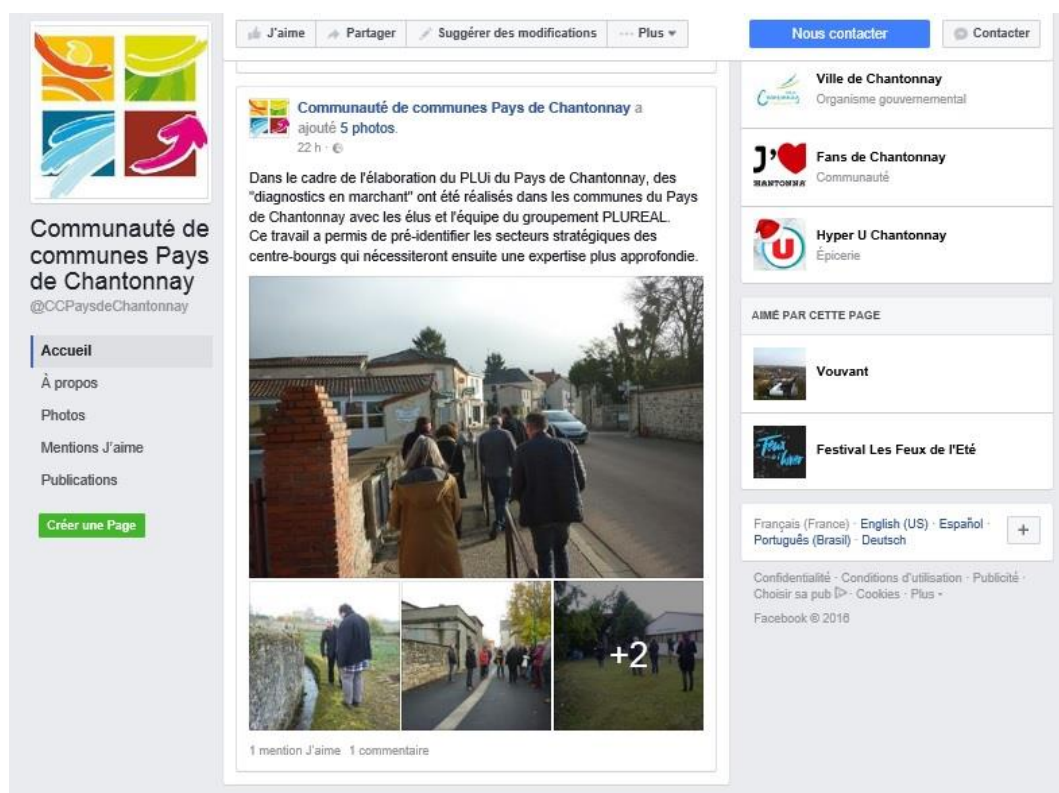 Communauté de
communes Pays
de Chantonnay
@CCPaysdeChantonnay
Accueil
À propos
Photos
Mentions J'aime
Publications
Créer une Page
J'aime
Partager
Suggérer des modifications
··· Plus
Communauté de communes Pays de Chantonnay a
ajouté 5 photos.
22 h ·
Dans le cadre de l'élaboration du PLUi du Pays de Chantonnay, des
"diagnostics en marchant" ont été réalisés dans les communes du Pays
de Chantonnay avec les élus et l'équipe du groupement PLUREAL.
Ce travail a permis de pré-identifier les secteurs stratégiques des
centre-bourgs qui nécessiteront ensuite une expertise plus approfondie.
+2
1 mention J'aime 1 commentaire
Nous contacter
Contacter
Ville de Chantonnay
Organisme gouvernemental
J'
Fans de Chantonnay
Communauté
U
Hyper U Chantonnay
Épicerie
AIMÉ PAR CETTE PAGE
Vouvant
Festival Les Feux de l'Eté
Français (France) · English (US) · Español ·
Português (Brasil) · Deutsch
+
Confidentialité · Conditions d'utilisation · Publicité ·
Choisir sa pub · Cookies · Plus
Facebook © 2016